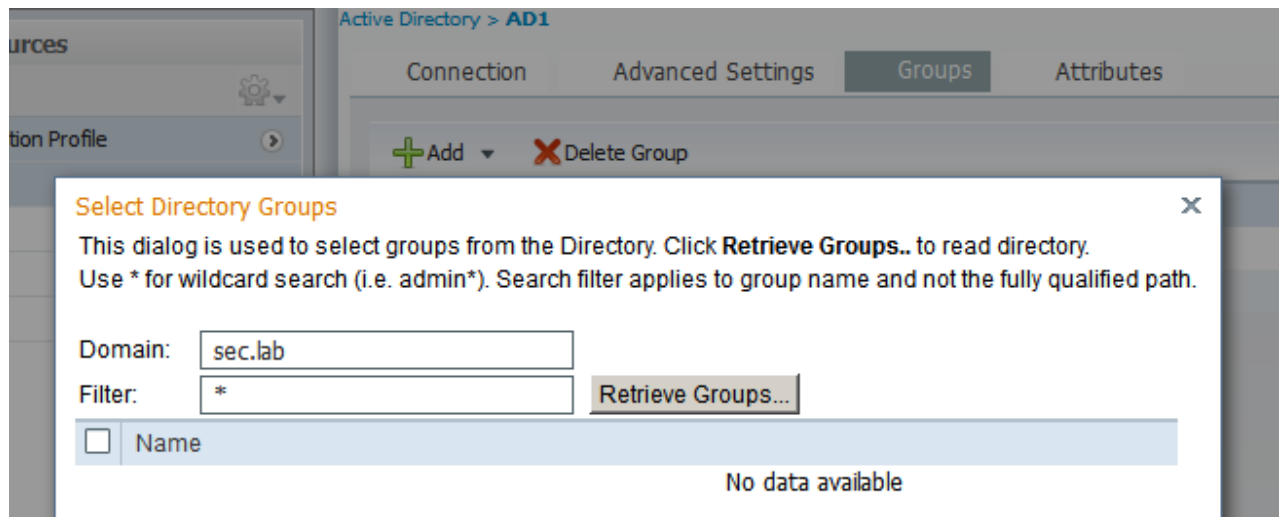 Active Directory > AD1
urces
Connection Advanced Settings Groups Attributes
tion Profile
Add Delete Group
Select Directory Groups
This dialog is used to select groups from the Directory. Click Retrieve Groups.. to read directory.
Use * for wildcard search (i.e. admin*). Search filter applies to group name and not the fully qualified path.
Domain: sec.lab
Filter: * Retrieve Groups...
Name
No data available